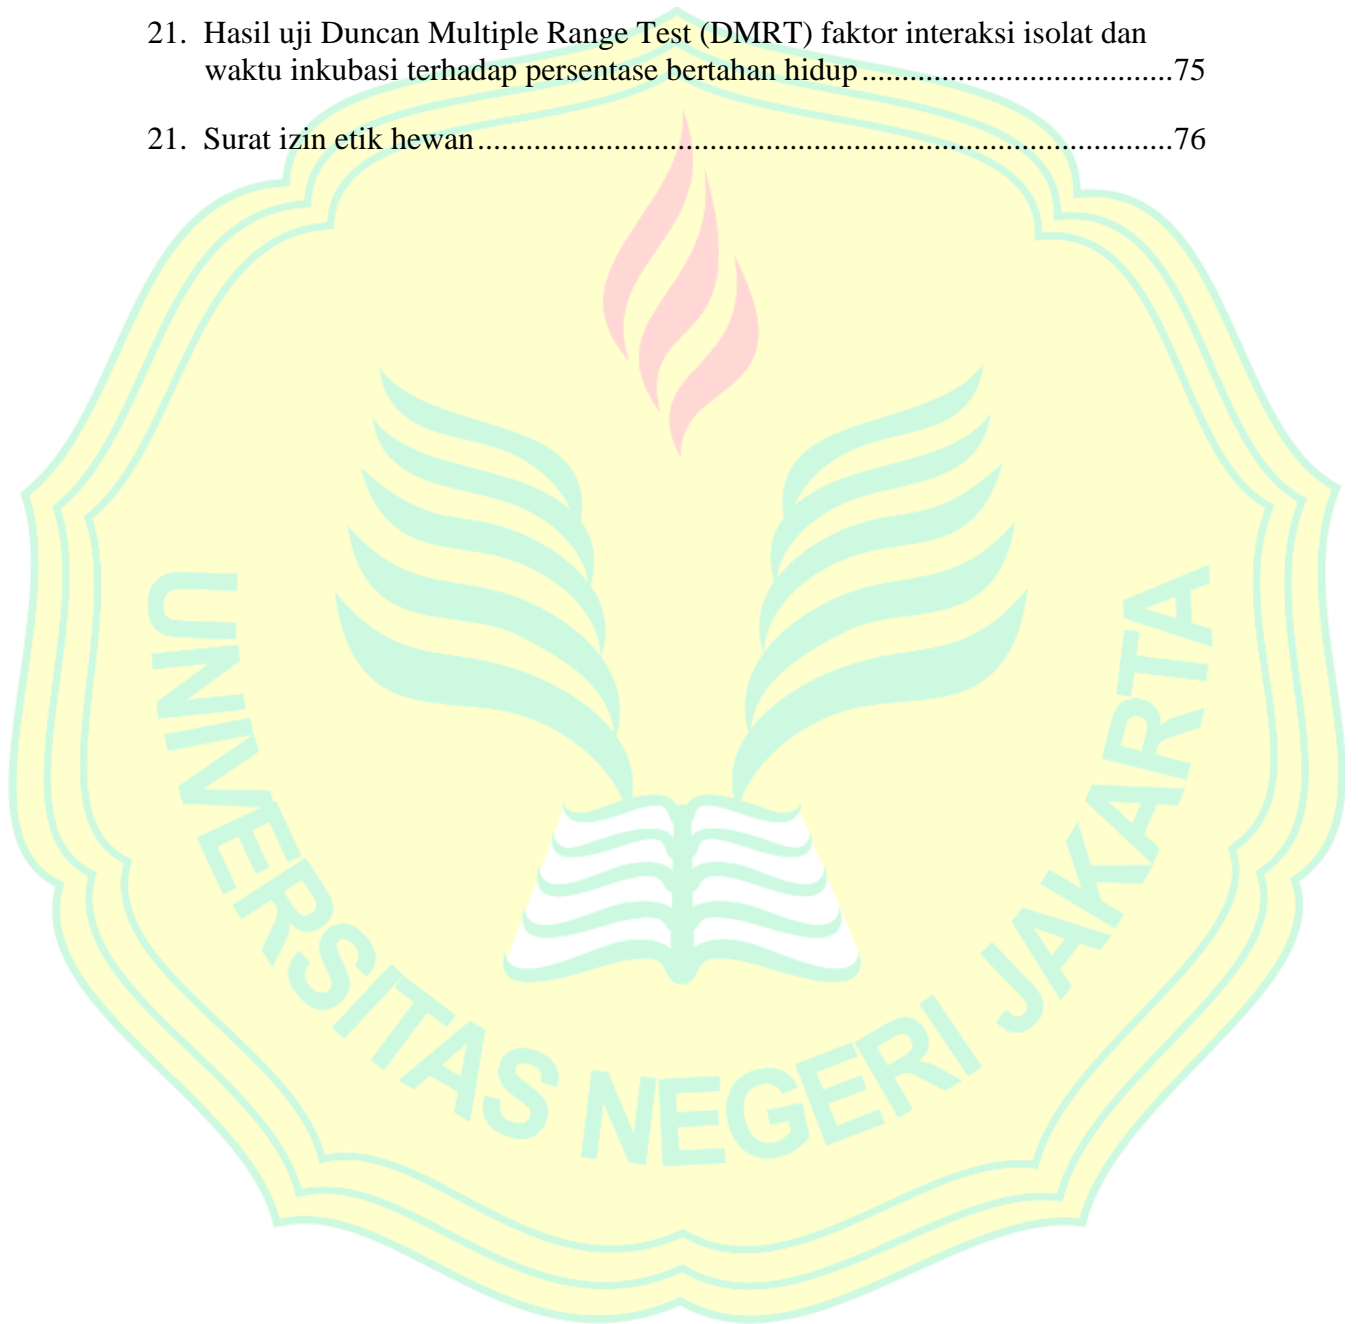 21. Hasil uji Duncan Multiple Range Test (DMRT) faktor interaksi isolat dan
waktu inkubasi terhadap persentase bertahan hidup.....................................75
21. Surat izin etik hewan....................................................................................76
UNIVERSITAS NEGERI JAKARTA